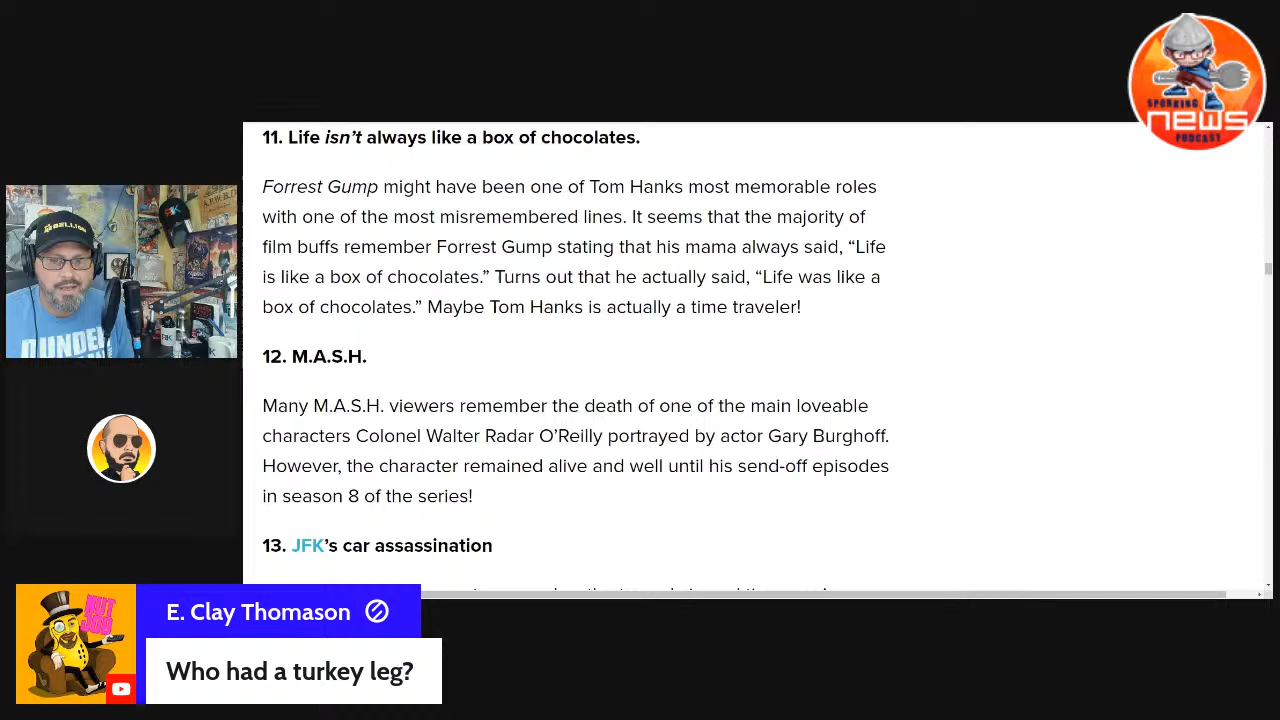 SPORKING
news
PODCAST
11. Life isn’t always like a box of chocolates.
Forrest Gump might have been one of Tom Hanks most memorable roles
with one of the most misremembered lines. It seems that the majority of
film buffs remember Forrest Gump stating that his mama always said, “Life
is like a box of chocolates.” Turns out that he actually said, “Life was like a
box of chocolates.” Maybe Tom Hanks is actually a time traveler!
12. M.A.S.H.
Many M.A.S.H. viewers remember the death of one of the main loveable
characters Colonel Walter Radar O’Reilly portrayed by actor Gary Burghoff.
However, the character remained alive and well until his send-off episodes
in season 8 of the series!
13. JFK’s car assassination
NUT
JOB
E. Clay Thomason
Who had a turkey leg?